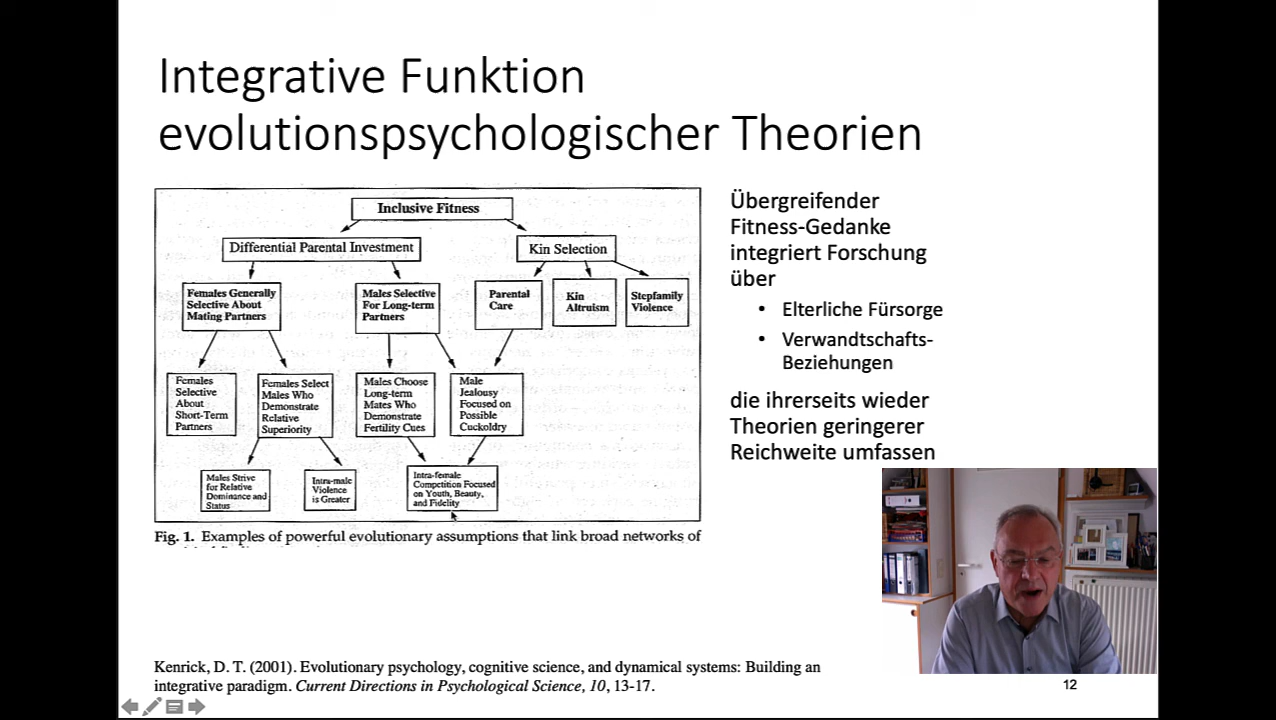 Integrative Funktion
evolutionspsychologischer Theorien
Inclusive Fitness
Differential Parental Investment
Kin Selection
Females Generally
Selective About
Mating Partners
Males Selective
For Long-term
Partners
Parental
Care
Kin
Altruism
Stepfamily
Violence
Females
Selective
About
Short-Term
Partners
Females Select
Males Who
Demonstrate
Relative
Superiority
Males Choose
Long-term
Mates Who
Demonstrate
Fertility Cues
Male
Jealousy
Focused on
Possible
Cuckoldry
Males Strive
for Relative
Dominance and
Status
Intra-male
Violence
is Greater
Intra-female
Competition Focused
on Youth, Beauty,
and Fidelity
Fig. 1. Examples of powerful evolutionary assumptions that link broad networks of
Übergreifender
Fitness-Gedanke
integriert Forschung
über
• Elterliche Fürsorge
• Verwandtschafts-
Beziehungen
die ihrerseits wieder
Theorien geringerer
Reichweite umfassen
Kenrick, D. T. (2001). Evolutionary psychology, cognitive science, and dynamical systems: Building an
integrative paradigm. Current Directions in Psychological Science, 10, 13-17.
12